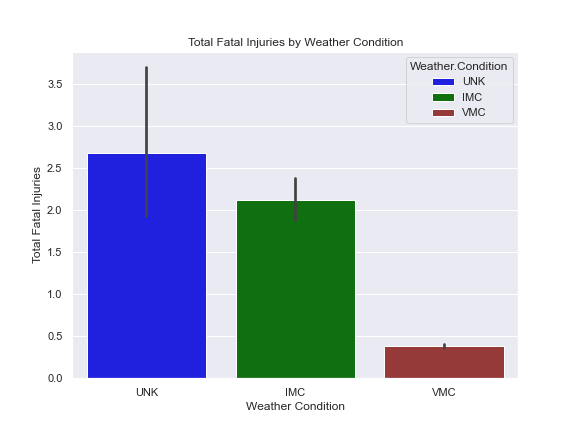 Total Fatal Injuries by Weather Condition
Weather.Condition
UNK
IMC
VMC
Total Fatal Injuries
3.5
3.0
2.5
2.0
1.5
1.0
0.5
0.0
UNK IMC VMC
Weather Condition